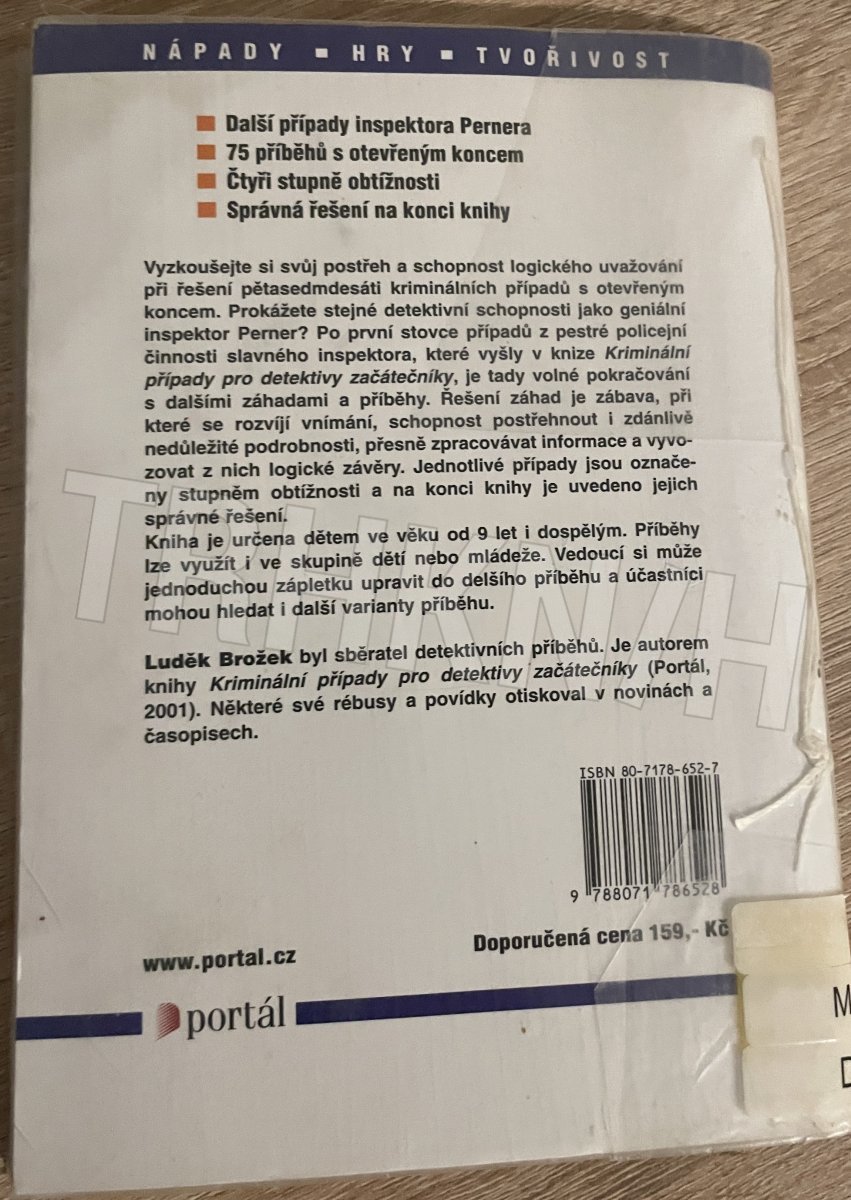 NÁPADY ■ HRY ■ TVOŘIVOST
■ Další případy inspektora Pernera
■ 75 příběhů s otevřeným koncem
■ Čtyři stupně obtížnosti
■ Správná řešení na konci knihy
Vyzkoušejte si svůj postřeh a schopnost logického uvažování
při řešení pětasedmdesáti kriminálních případů s otevřeným
koncem. Prokážete stejné detektivní schopnosti jako geniální
inspektor Perner? Po první stovce případů z pestré policejní
činnosti slavného inspektora, které vyšly v knize Kriminální
případy pro detektivy začátečníky, je tady volné pokračování
s dalšími záhadami a příběhy. Řešení záhad je zábava, při
které se rozvíjí vnímání, schopnost postřehnout i zdánlivě
nedůležité podrobnosti, přesně zpracovávat informace a vyvo-
zovat z nich logické závěry. Jednotlivé případy jsou označe-
ny stupněm obtížnosti a na konci knihy je uvedeno jejich
správné řešení.
Kniha je určena dětem ve věku od 9 let i dospělým. Příběhy
lze využít i ve skupině dětí nebo mládeže. Vedoucí si může
jednoduchou zápletku upravit do delšího příběhu a účastníci
mohou hledat i další varianty příběhu.
TRHKNIH
Luděk Brožek byl sběratel detektivních příběhů. Je autorem
knihy Kriminální případy pro detektivy začátečníky (Portál,
2001). Některé své rébusy a povídky otiskoval v novinách a
časopisech.
ISBN 80-7178-652-7
9 788071 786528
Doporučená cena 159,- Kč
www.portal.cz
portál
M